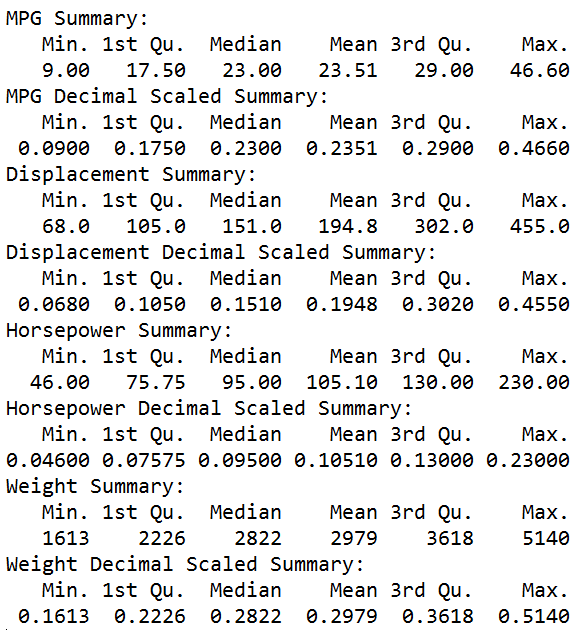 MPG Summary:
Min. 1st Qu. Median Mean 3rd Qu. Max.
9.00 17.50 23.00 23.51 29.00 46.60
MPG Decimal Scaled Summary:
Min. 1st Qu. Median Mean 3rd Qu. Max.
0.0900 0.1750 0.2300 0.2351 0.2900 0.4660
Displacement Summary:
Min. 1st Qu. Median Mean 3rd Qu. Max.
68.0 105.0 151.0 194.8 302.0 455.0
Displacement Decimal Scaled Summary:
Min. 1st Qu. Median Mean 3rd Qu. Max.
0.0680 0.1050 0.1510 0.1948 0.3020 0.4550
Horsepower Summary:
Min. 1st Qu. Median Mean 3rd Qu. Max.
46.00 75.75 95.00 105.10 130.00 230.00
Horsepower Decimal Scaled Summary:
Min. 1st Qu. Median Mean 3rd Qu. Max.
0.04600 0.07575 0.09500 0.10510 0.13000 0.23000
Weight Summary:
Min. 1st Qu. Median Mean 3rd Qu. Max.
1613 2226 2822 2979 3618 5140
Weight Decimal Scaled Summary:
Min. 1st Qu. Median Mean 3rd Qu. Max.
0.1613 0.2226 0.2822 0.2979 0.3618 0.5140